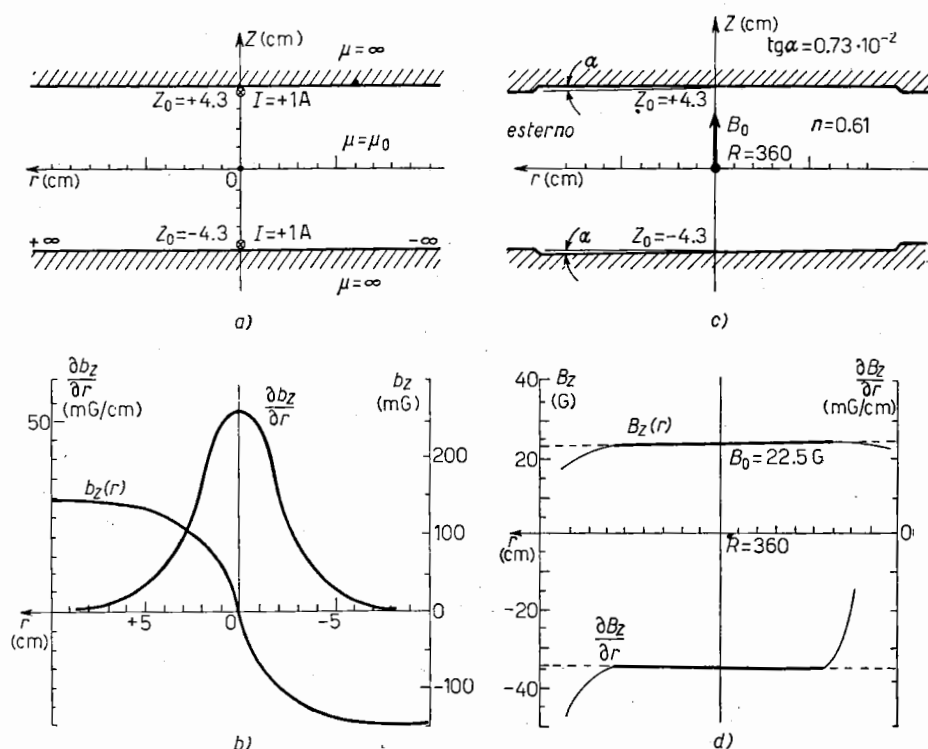 Z (cm)
μ = ∞
Z₀ = +4.3 I = +1A
μ = μ₀
r (cm)
0
+∞ Z₀ = −4.3 I = +1A −∞
μ = ∞
a)
Z (cm)
tgα = 0.73·10⁻²
α
Z₀ = +4.3
esterno B₀ n = 0.61
R = 360
r (cm)
α Z₀ = −4.3
c)
∂b_z/∂r (mG/cm)
b_z (mG)
∂b_z/∂r
50
200
b_z(r)
100
r (cm) +5 0 −5 0
−100
b)
40 B_z (G)
∂B_z/∂r (mG/cm)
B_z(r)
20
B₀ = 22.5 G
r (cm) 0
R = 360
−20
∂B_z/∂r
−40
d)